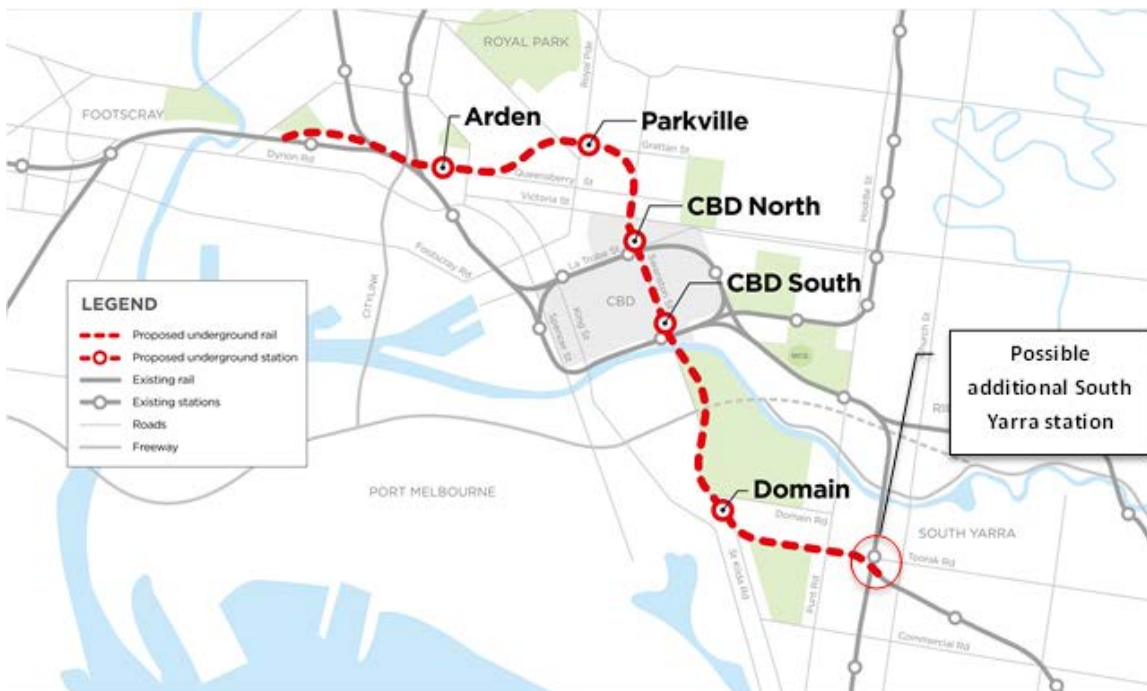 ROYAL PARK
Royal Pde
FOOTSCRAY
Arden
Parkville
Grattan St
Dynon Rd
Queensberry St
Victoria St
CBD North
Hoddle St
Footscray Rd
La Trobe St
Swanston St
CBD South
LEGEND
Proposed underground rail
Proposed underground station
Existing rail
Existing stations
Roads
Freeway
CITYLINK
CBD
King St
Spencer St
MCG
Church St
Possible
additional South
Yarra station
PORT MELBOURNE
Domain
Domain Rd
SOUTH YARRA
Toorak Rd
St Kilda Rd
Punt Rd
Commercial Rd